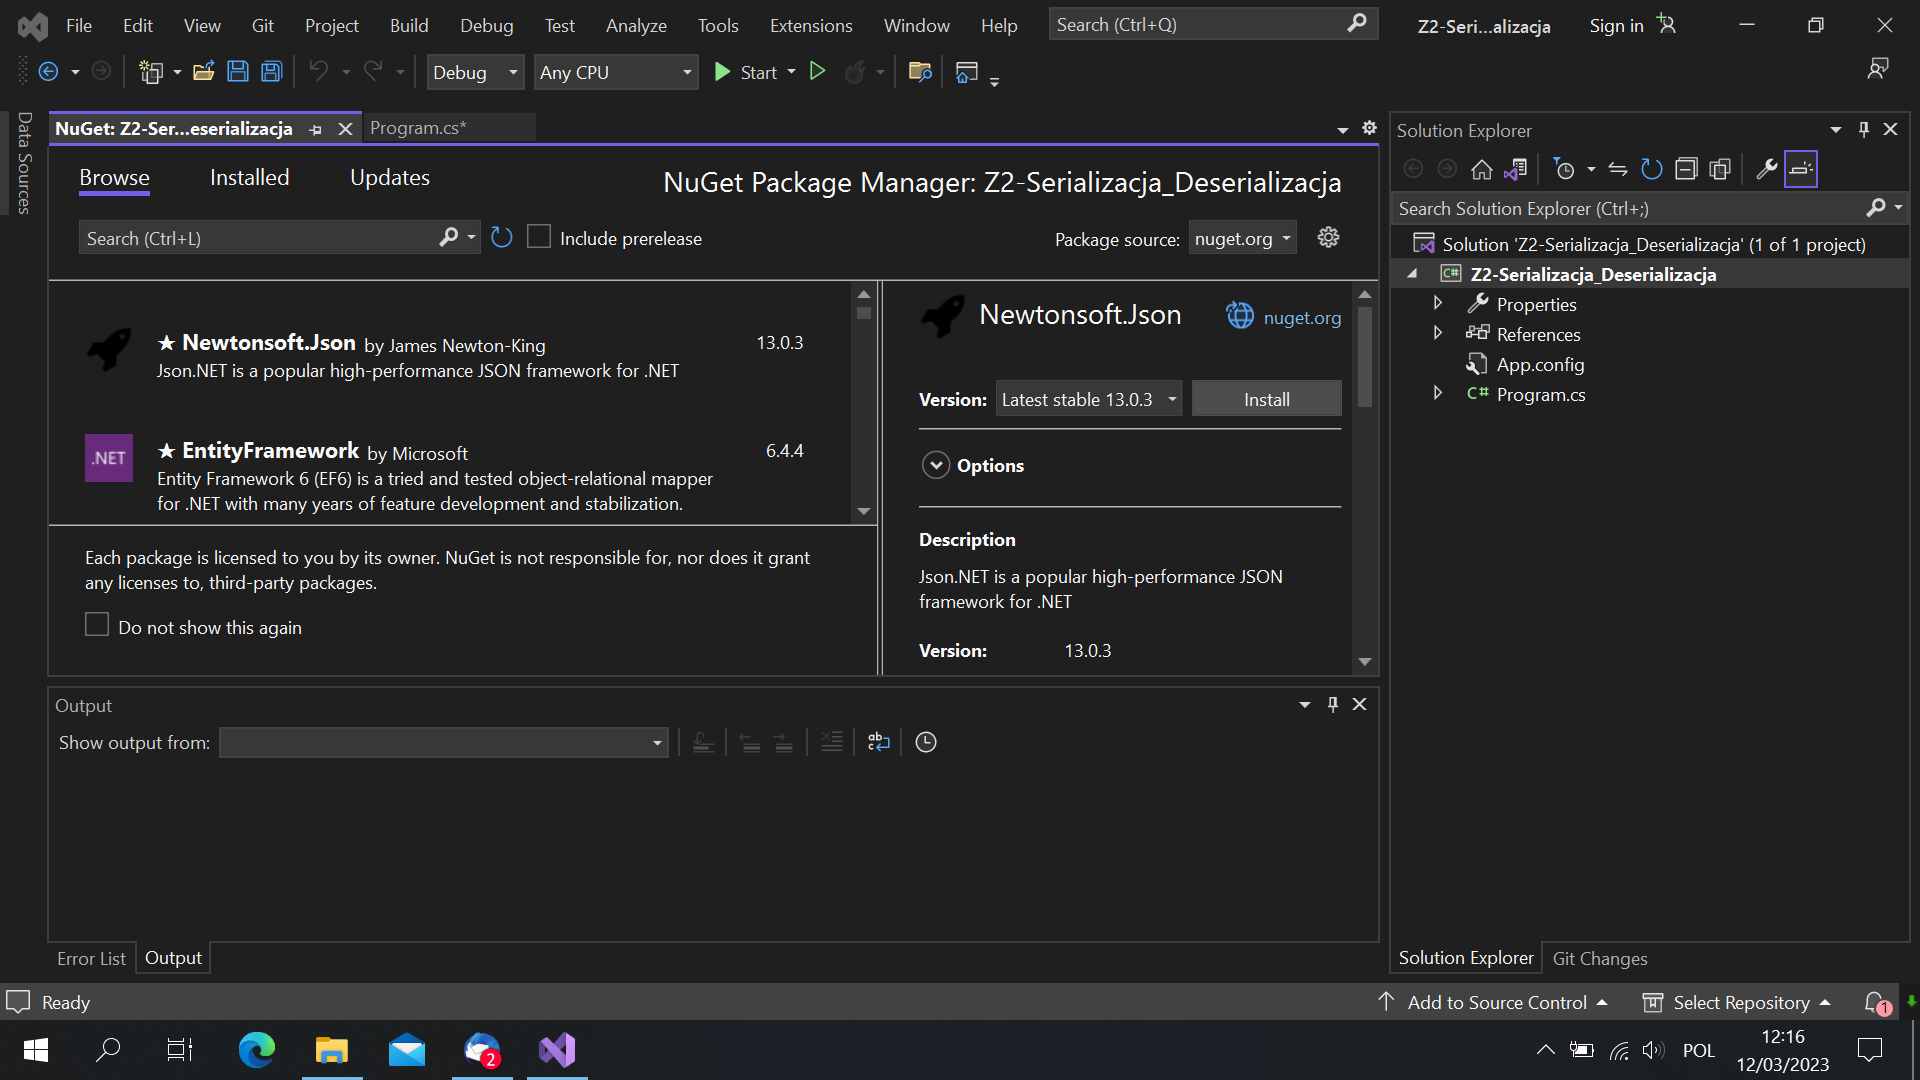 File Edit View Git Project Build Debug Test Analyze Tools Extensions Window Help Search (Ctrl+Q) Z2-Seri...alizacja Sign in
Debug Any CPU Start
Data Sources
NuGet: Z2-Ser...eserializacja Program.cs*
Browse Installed Updates
NuGet Package Manager: Z2-Serializacja_Deserializacja
Search (Ctrl+L) Include prerelease Package source: nuget.org
Newtonsoft.Json by James Newton-King 13.0.3
Json.NET is a popular high-performance JSON framework for .NET
.NET
EntityFramework by Microsoft 6.4.4
Entity Framework 6 (EF6) is a tried and tested object-relational mapper
for .NET with many years of feature development and stabilization.
Each package is licensed to you by its owner. NuGet is not responsible for, nor does it grant
any licenses to, third-party packages.
Do not show this again
Newtonsoft.Json nuget.org
Version: Latest stable 13.0.3 Install
Options
Description
Json.NET is a popular high-performance JSON
framework for .NET
Version: 13.0.3
Output
Show output from:
Error List Output
Solution Explorer
Search Solution Explorer (Ctrl+;)
Solution 'Z2-Serializacja_Deserializacja' (1 of 1 project)
C# Z2-Serializacja_Deserializacja
Properties
References
App.config
C# Program.cs
Solution Explorer Git Changes
Ready Add to Source Control Select Repository 1
2 POL 12:16
12/03/2023